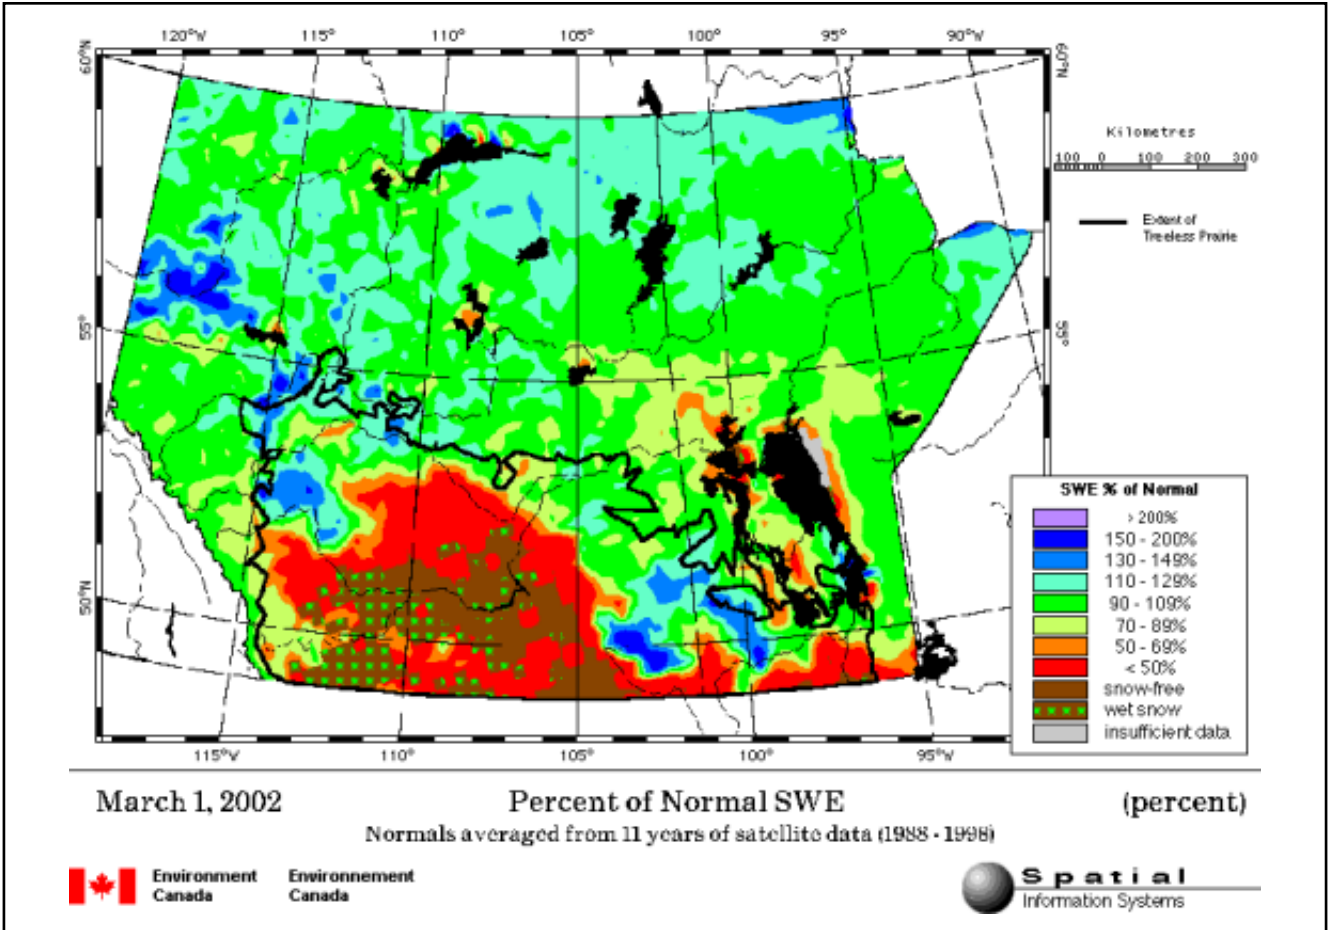 120°W 115° 110° 105° 100° 95° 90°W
60°N
60°N
Kilometres
100 0 100 200 300
Extent of
Treeless Prairie
55°
55°
50°N
SWE % of Normal
> 200%
150 - 200%
130 - 149%
110 - 129%
90 - 109%
70 - 89%
50 - 69%
< 50%
snow-free
wet snow
insufficient data
115°W 110° 105° 100° 95°W
March 1, 2002 Percent of Normal SWE (percent)
Normals averaged from 11 years of satellite data (1988 - 1998)
Environment Environnement
Canada Canada
Spatial
Information Systems